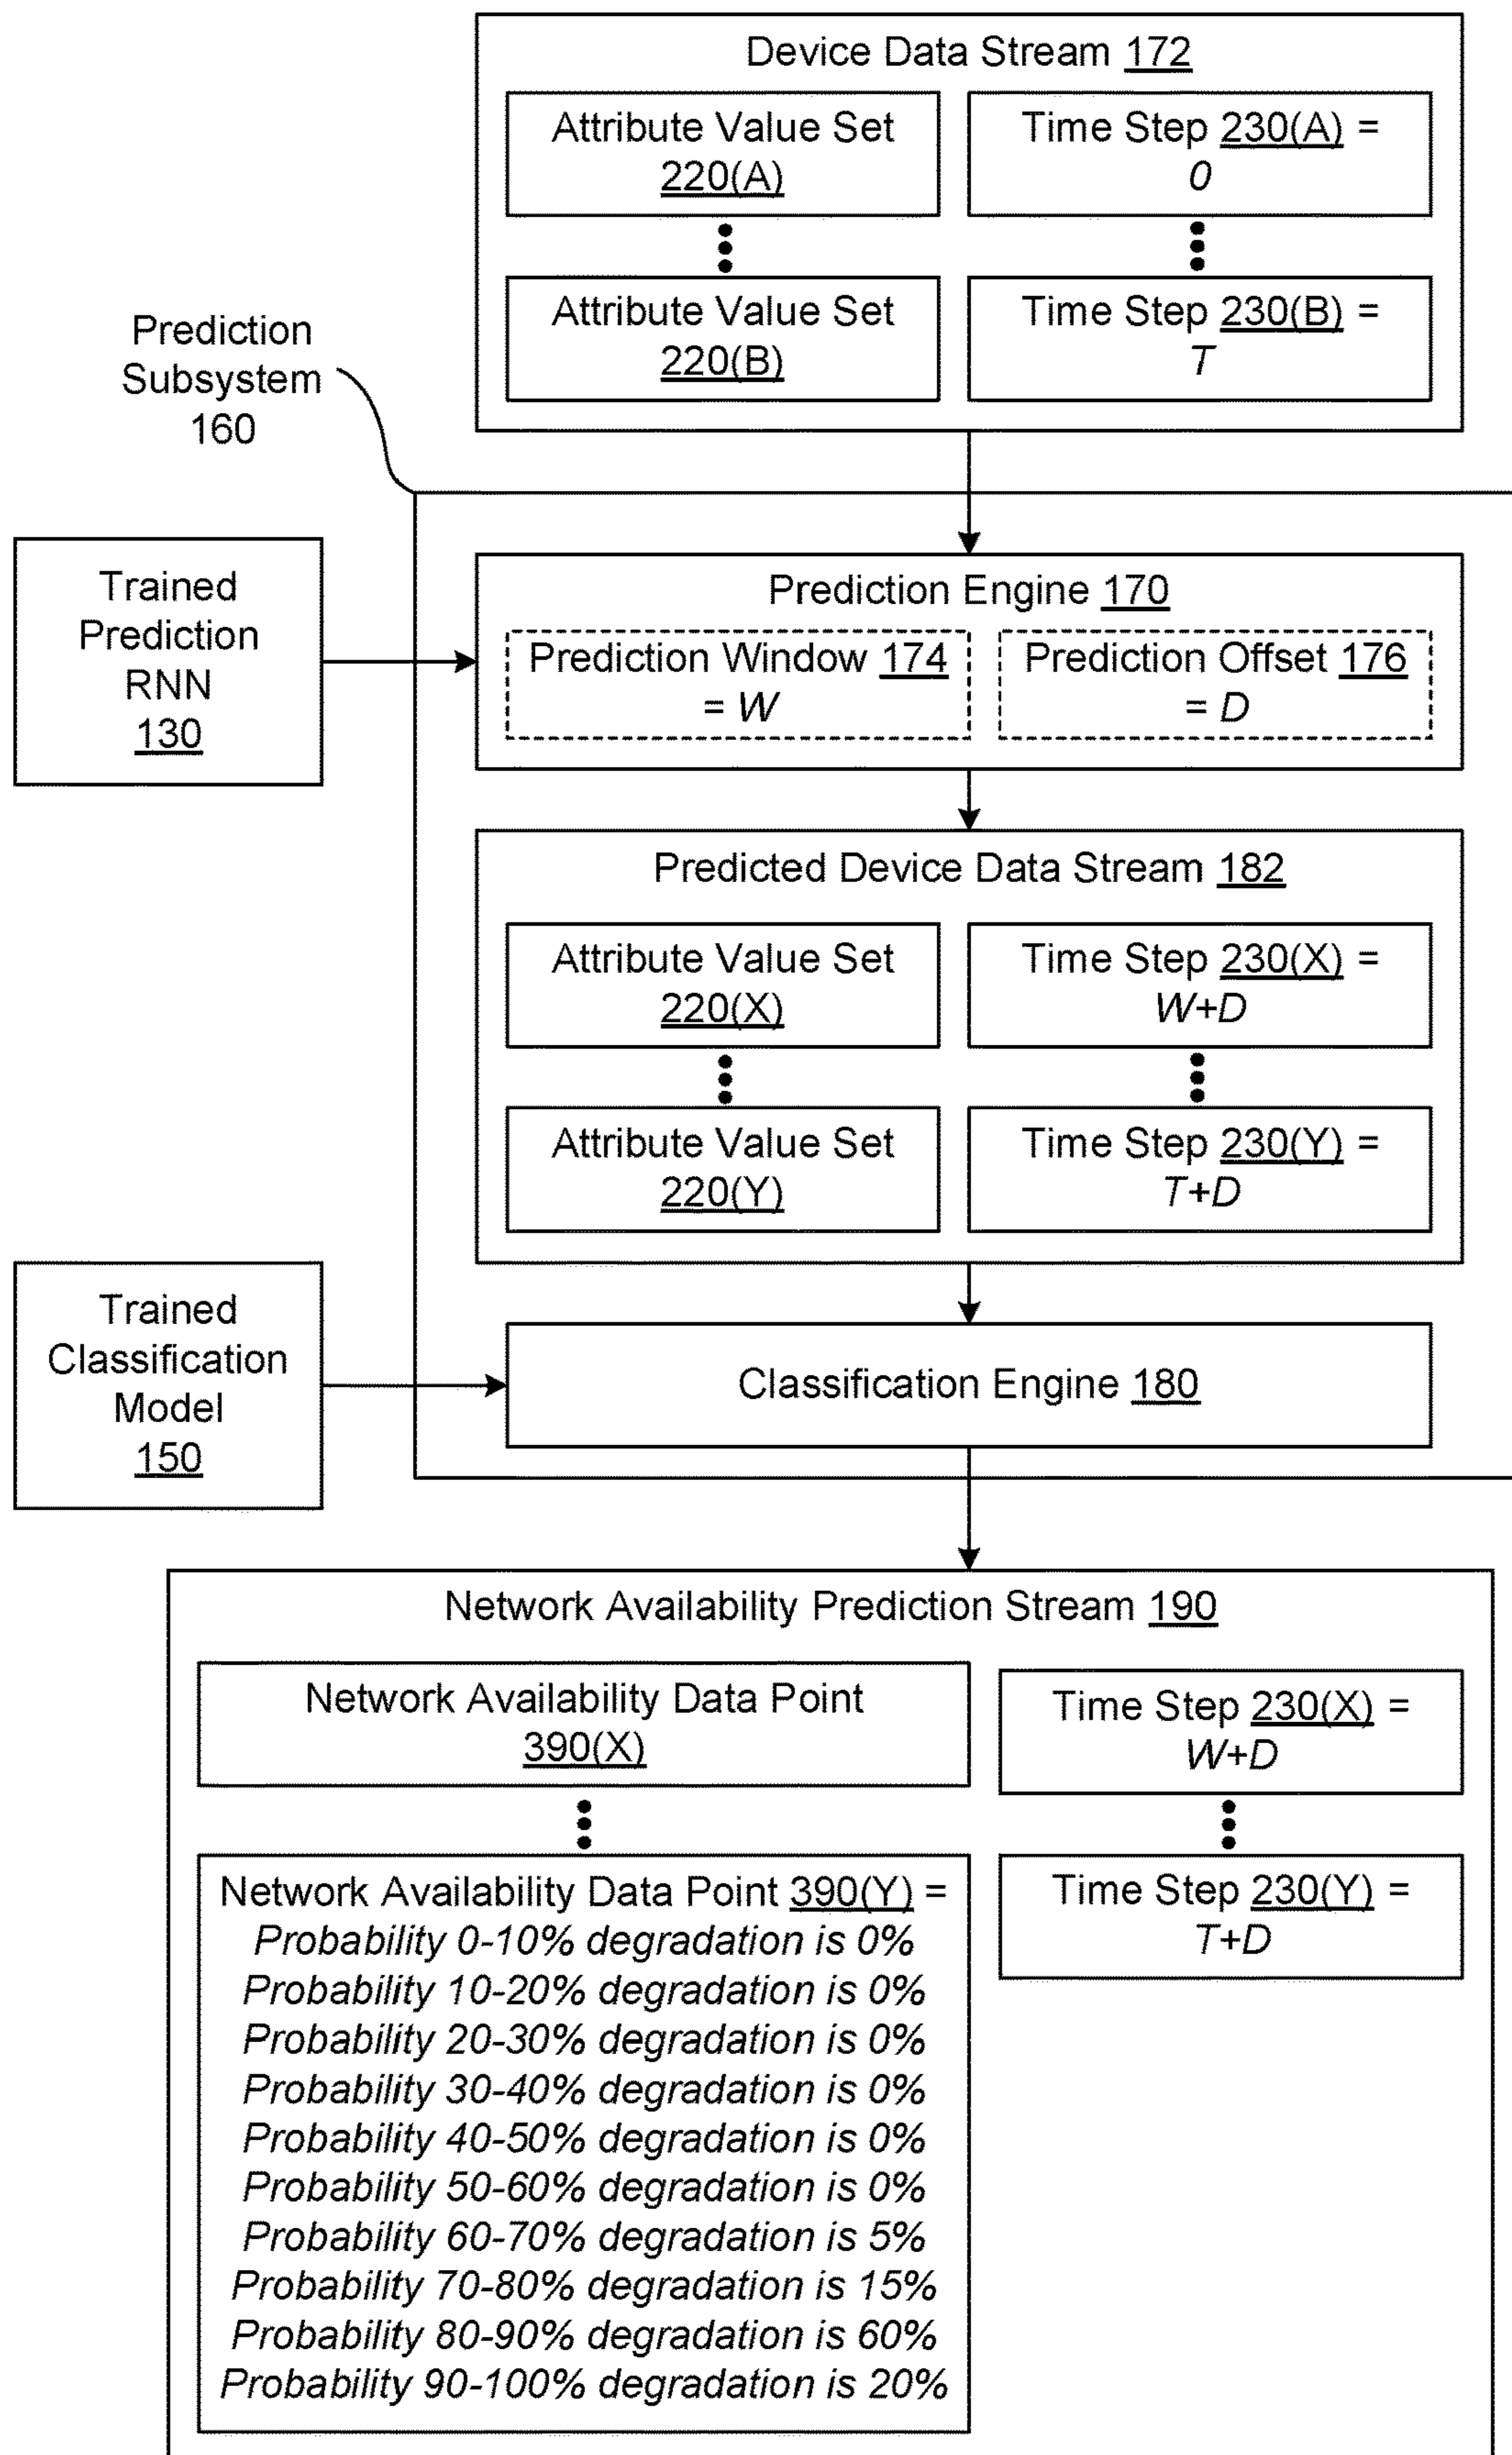 Device Data Stream 172
Attribute Value Set
220(A)
Time Step 230(A) =
0
Attribute Value Set
220(B)
Time Step 230(B) =
T
Prediction
Subsystem
160
Trained
Prediction
RNN
130
Prediction Engine 170
Prediction Window 174
= W
Prediction Offset 176
= D
Predicted Device Data Stream 182
Attribute Value Set
220(X)
Time Step 230(X) =
W+D
Attribute Value Set
220(Y)
Time Step 230(Y) =
T+D
Trained
Classification
Model
150
Classification Engine 180
Network Availability Prediction Stream 190
Network Availability Data Point
390(X)
Time Step 230(X) =
W+D
Network Availability Data Point 390(Y) =
Probability 0-10% degradation is 0%
Probability 10-20% degradation is 0%
Probability 20-30% degradation is 0%
Probability 30-40% degradation is 0%
Probability 40-50% degradation is 0%
Probability 50-60% degradation is 0%
Probability 60-70% degradation is 5%
Probability 70-80% degradation is 15%
Probability 80-90% degradation is 60%
Probability 90-100% degradation is 20%
Time Step 230(Y) =
T+D